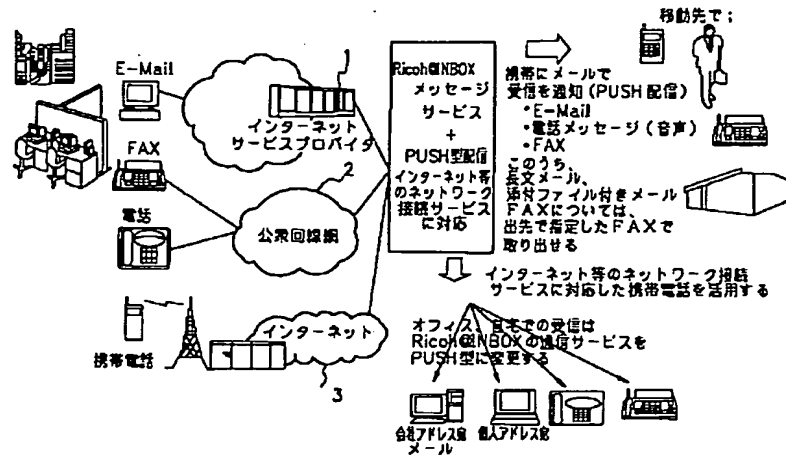 E-Mail
1
インターネット
サービスプロバイダ
FAX
2
電話
公衆回線網
携帯電話
インターネット
3
Ricoh@INBOX
メッセージ
サービス
+
PUSH型配信
インターネット等
のネットワーク
接続サービス
に対応
移動先で;
携帯にメールで
受信を通知(PUSH配信)
・E-Mail
・電話メッセージ(音声)
・FAX
このうち、
長文メール、
添付ファイル付きメール
FAXについては、
出先で指定したFAXで
取り出せる
インターネット等のネットワーク接続
サービスに対応した携帯電話を活用する
オフィス、自宅での受信は
Ricoh@INBOXの通信サービスを
PUSH型に変更する
会社アドレス宛
メール
個人アドレス宛